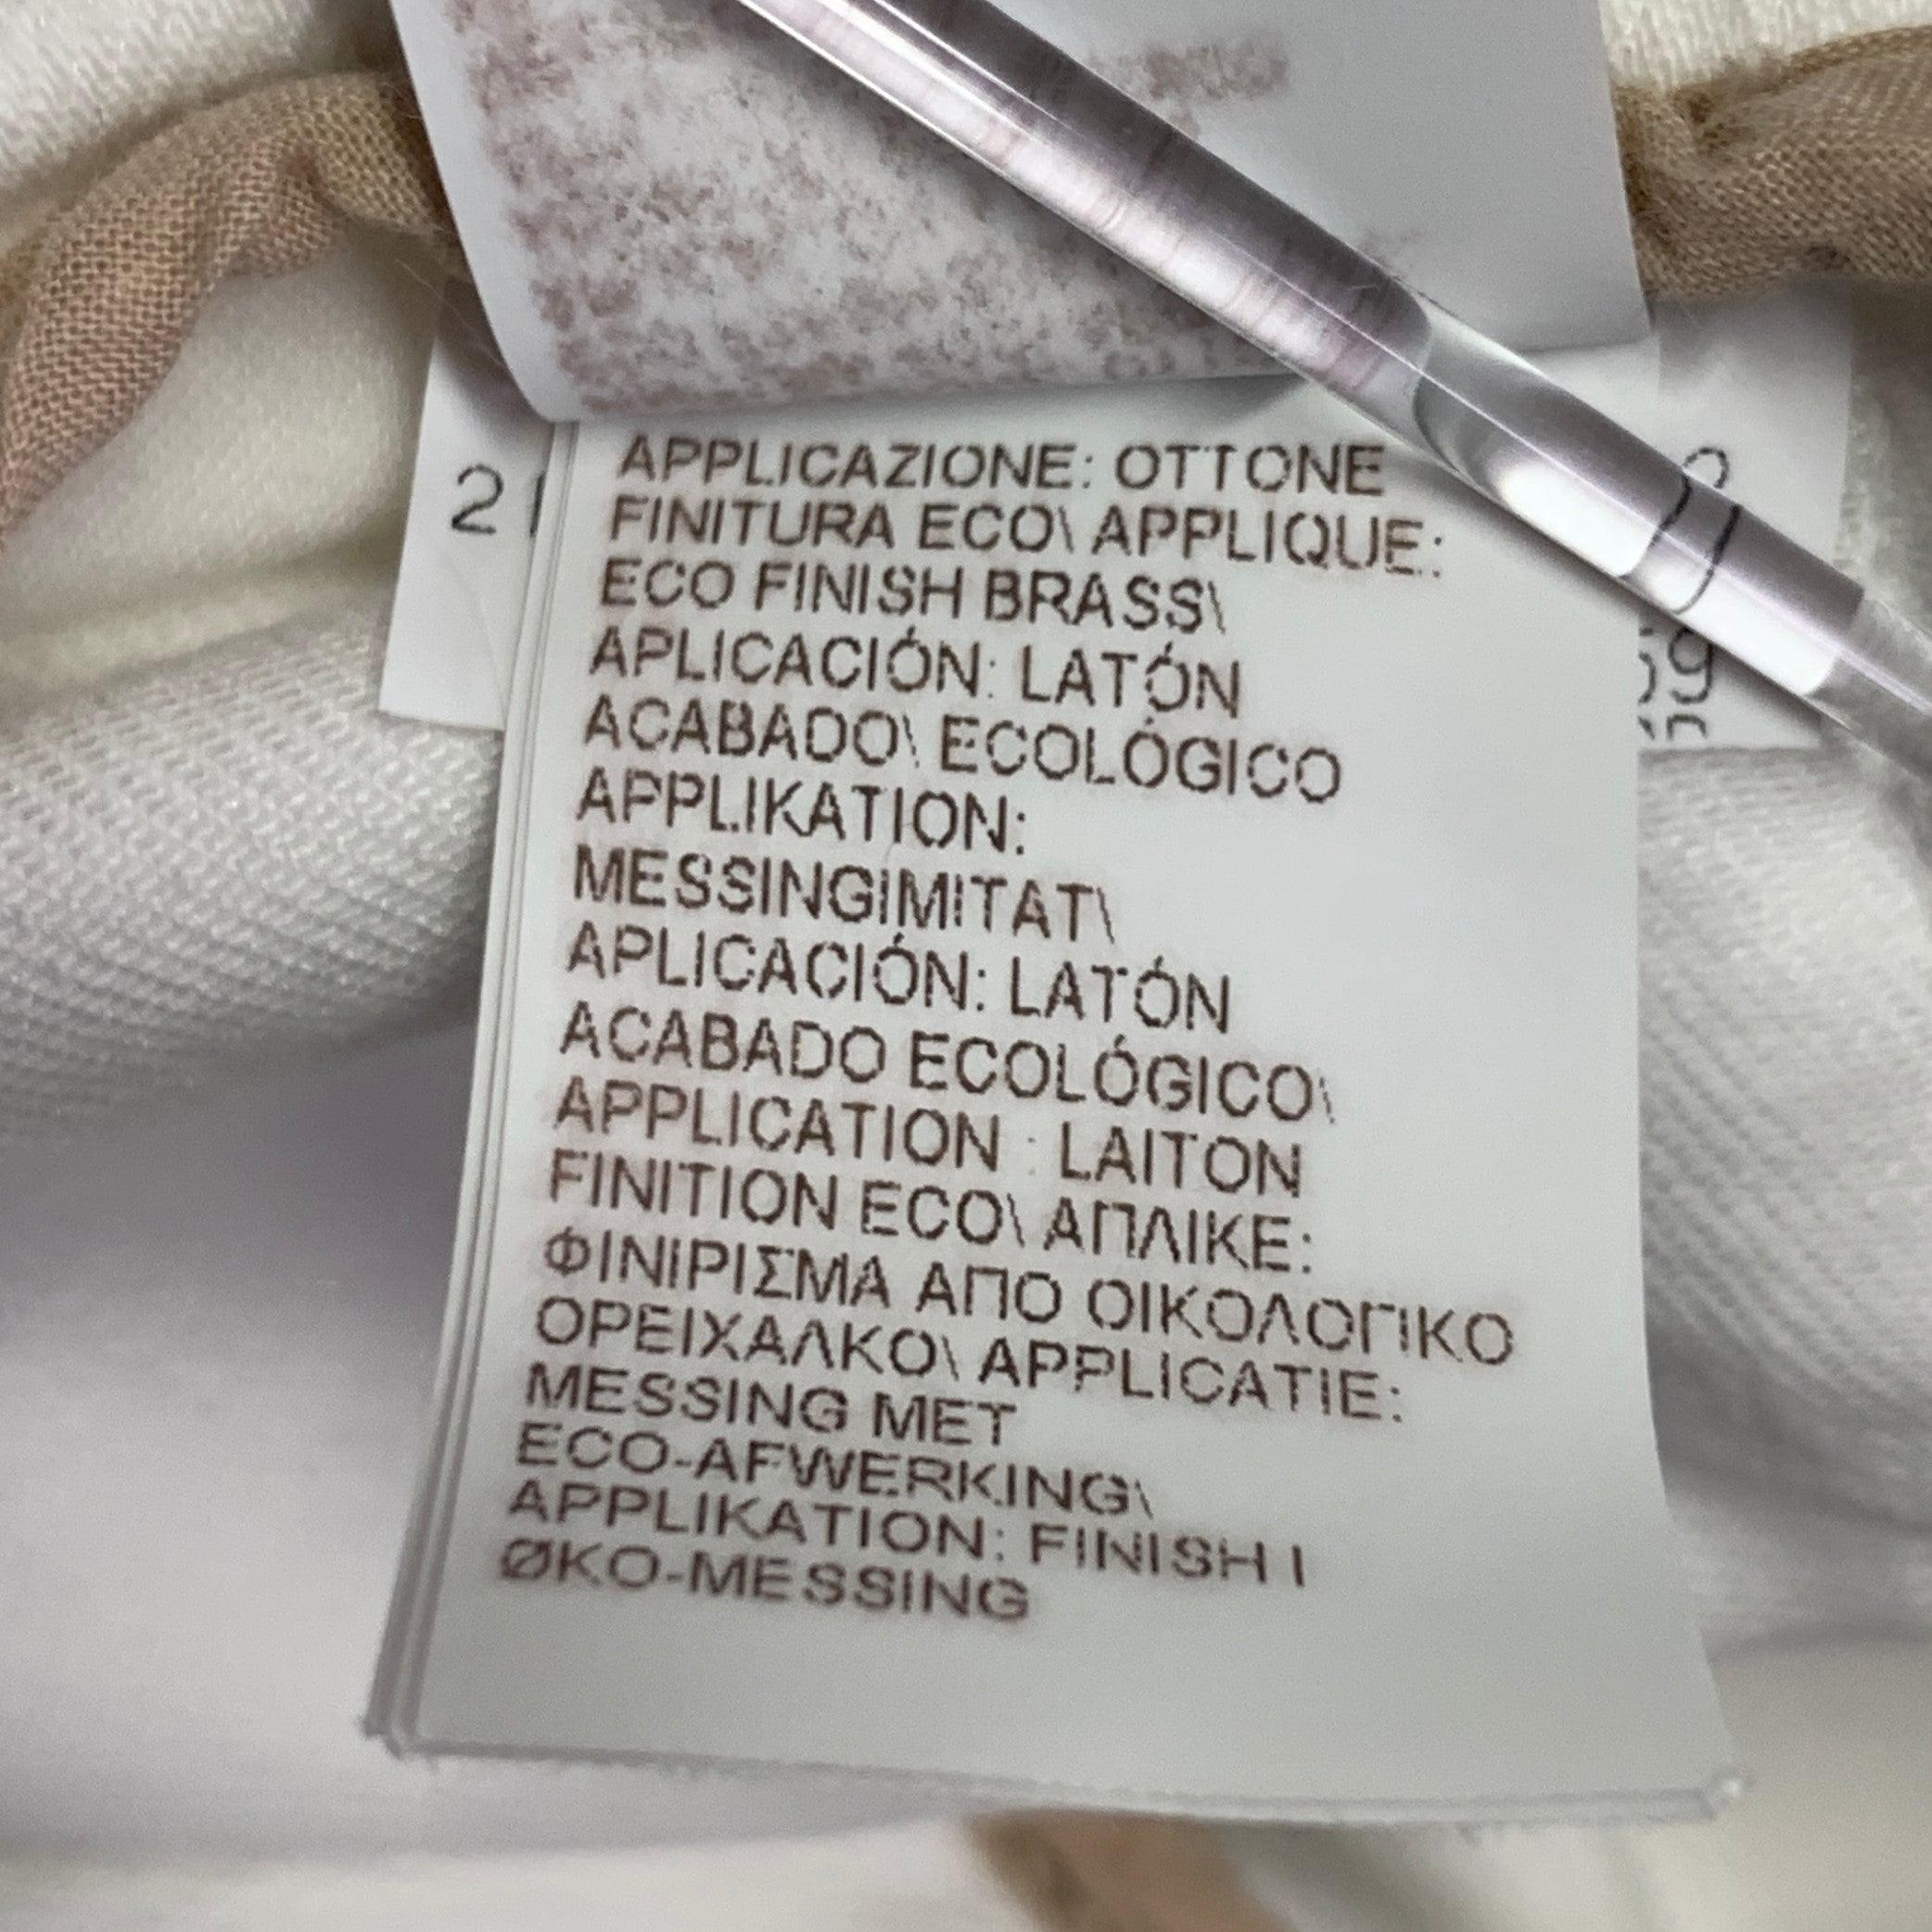 APPLICAZIONE: OTTONE
FINITURA ECO\ APPLIQUE:
ECO FINISH BRASS\
APLICACIÓN: LATÓN
ACABADO\ ECOLÓGICO
APPLIKATION:
MESSINGIMITAT\
APLICACIÓN: LATÓN
ACABADO ECOLÓGICO\
APPLICATION : LAITON
FINITION ECO\ ΑΠΛΙΚΕ:
ΦΙΝΙΡΙΣΜΑ ΑΠΟ ΟΙΚΟΛΟΓΙΚΟ
ΟΡΕΙΧΑΛΚΟ\ APPLICATIE:
MESSING MET
ECO-AFWERKING\
APPLIKATION: FINISH I
ØKO-MESSING